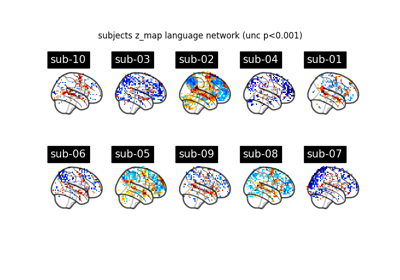 subjects z_map language network (unc p<0.001)
sub-10 sub-03 sub-02 sub-04 sub-01
sub-06 sub-05 sub-09 sub-08 sub-07